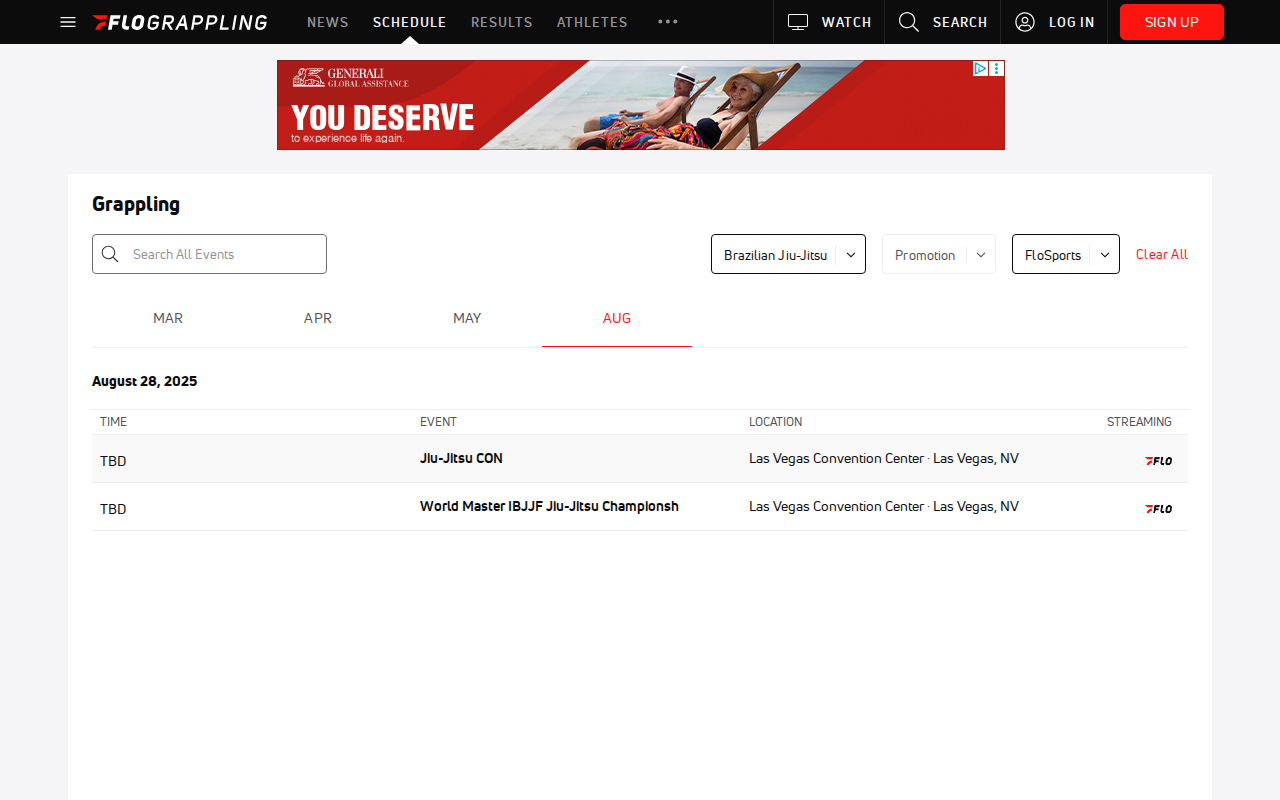 FLOGRAPPLING NEWS SCHEDULE RESULTS ATHLETES ••• WATCH SEARCH LOG IN SIGN UP
GENERALI
GLOBAL ASSISTANCE
YOU DESERVE
to experience life again.
Grappling
Search All Events Brazilian Jiu-Jitsu Promotion FloSports Clear All
MAR APR MAY AUG
August 28, 2025
TIME EVENT LOCATION STREAMING
TBD Jiu-Jitsu CON Las Vegas Convention Center · Las Vegas, NV FLO
TBD World Master IBJJF Jiu-Jitsu Championsh Las Vegas Convention Center · Las Vegas, NV FLO